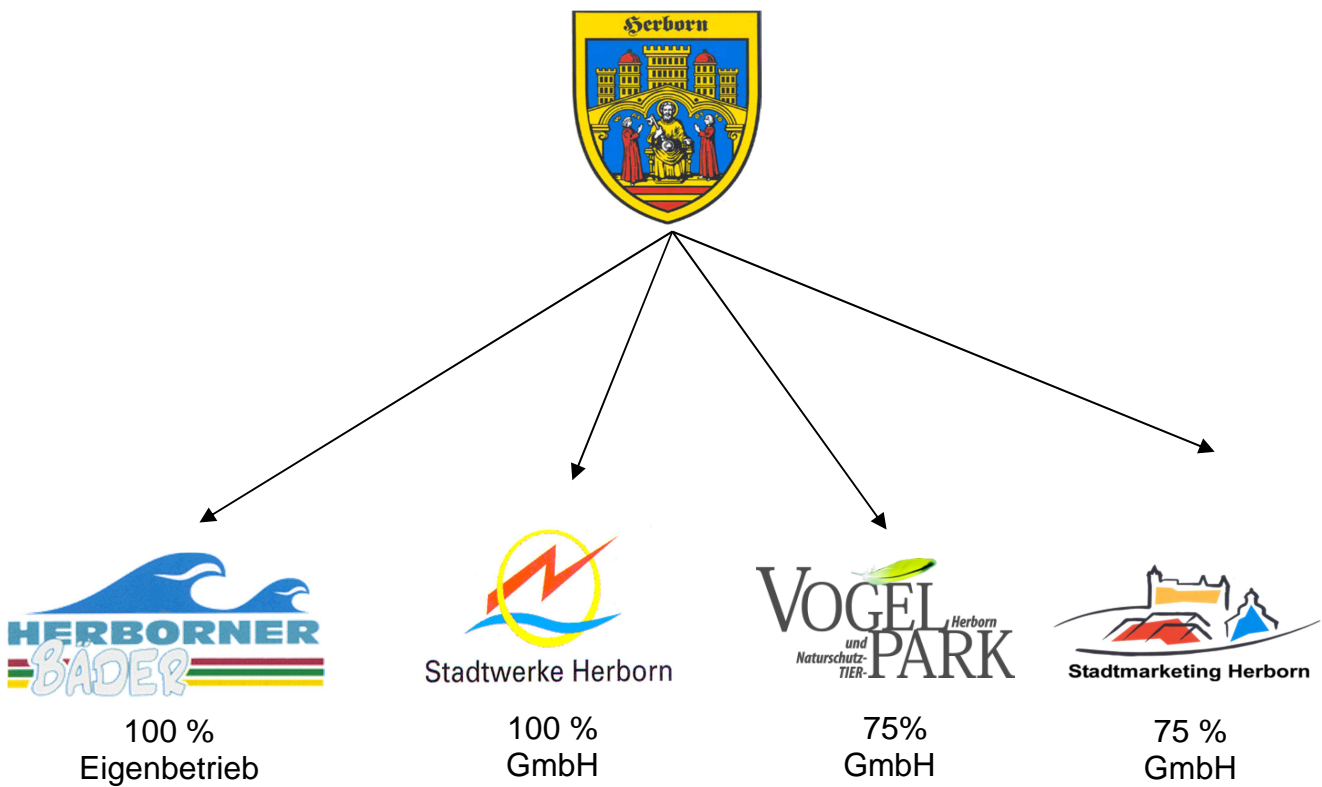 Herborn
HERBORNER
BÄDER
100 %
Eigenbetrieb
Stadtwerke Herborn
100 %
GmbH
VOGEL
Herborn
und
Naturschutz-
TIER-PARK
75%
GmbH
Stadtmarketing Herborn
75 %
GmbH